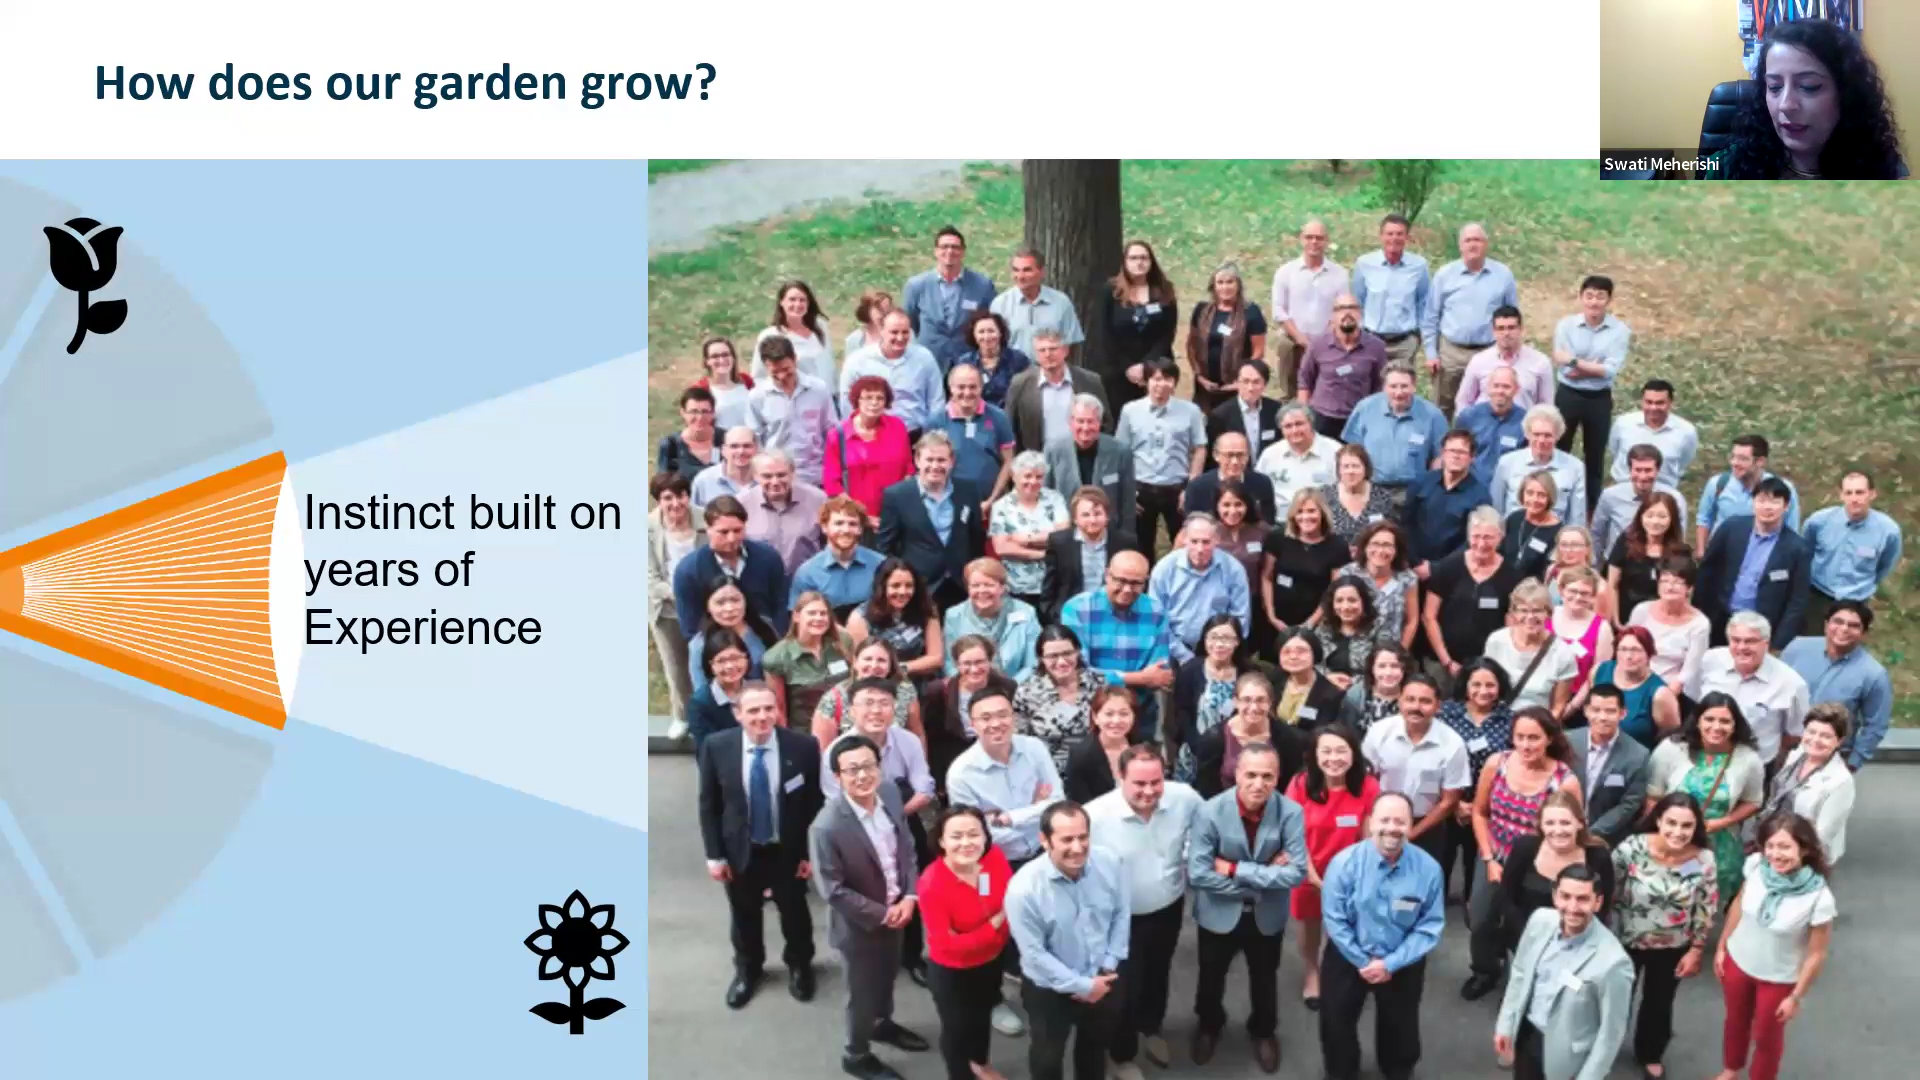 How does our garden grow?
Swati Meherishi
Instinct built on
years of
Experience